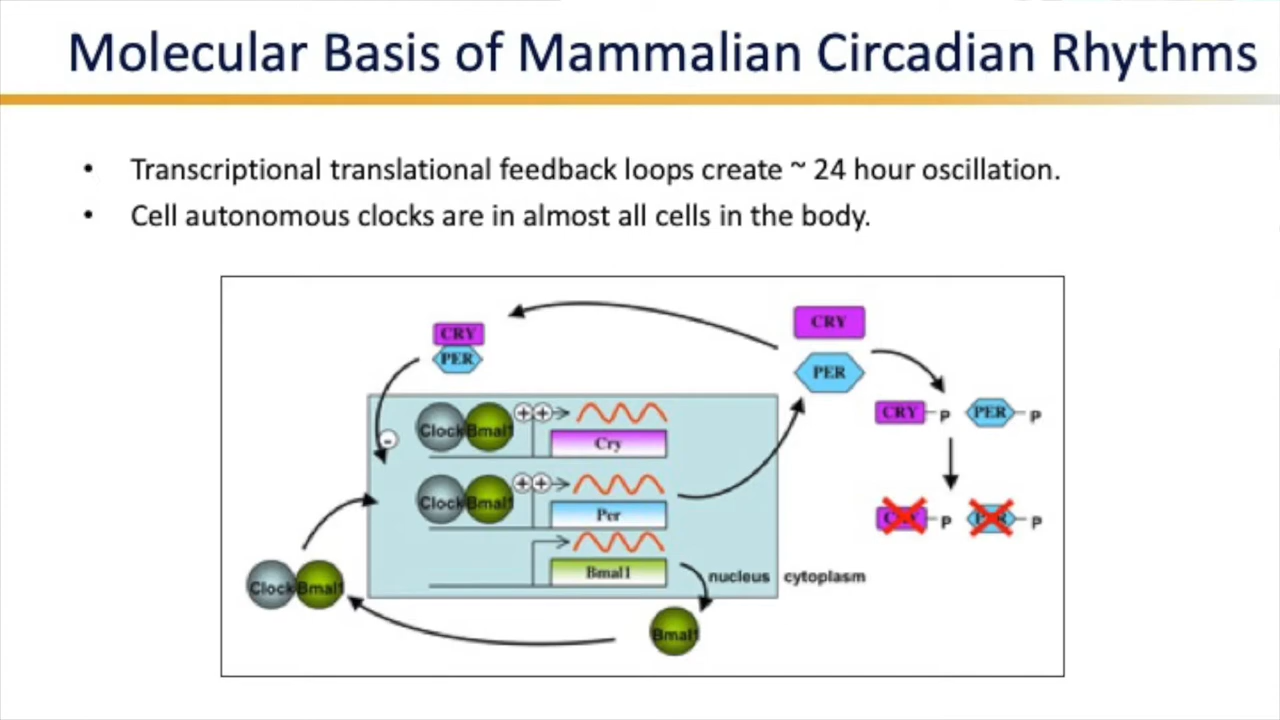 Molecular Basis of Mammalian Circadian Rhythms
• Transcriptional translational feedback loops create ~ 24 hour oscillation.
• Cell autonomous clocks are in almost all cells in the body.
CRY
PER
CRY
PER
CRY P PER P
CRY P PER P
-
Clock Bmal1 + + Cry
Clock Bmal1 + + Per
Bmal1
nucleus cytoplasm
Clock Bmal1
Bmal1